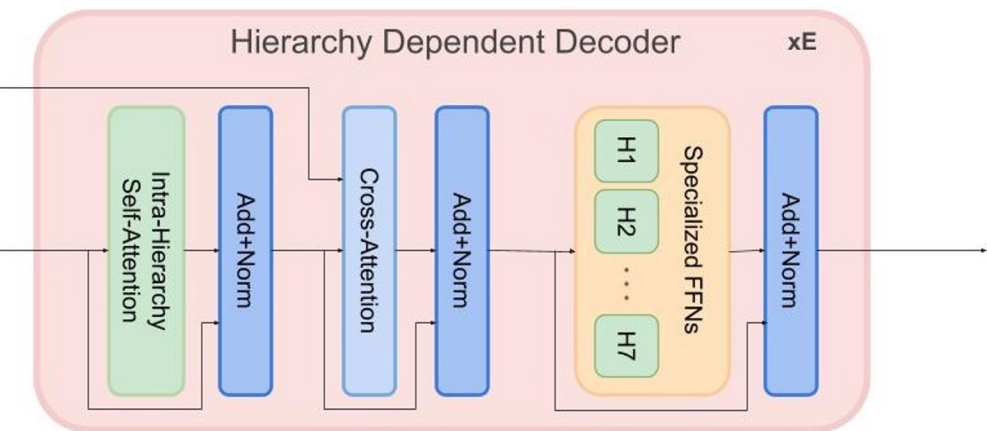 Hierarchy Dependent Decoder
xE
Intra-Hierarchy
Self-Attention
Add+Norm
Cross-Attention
Add+Norm
H1
H2
...
H7
Specialized FFNs
Add+Norm